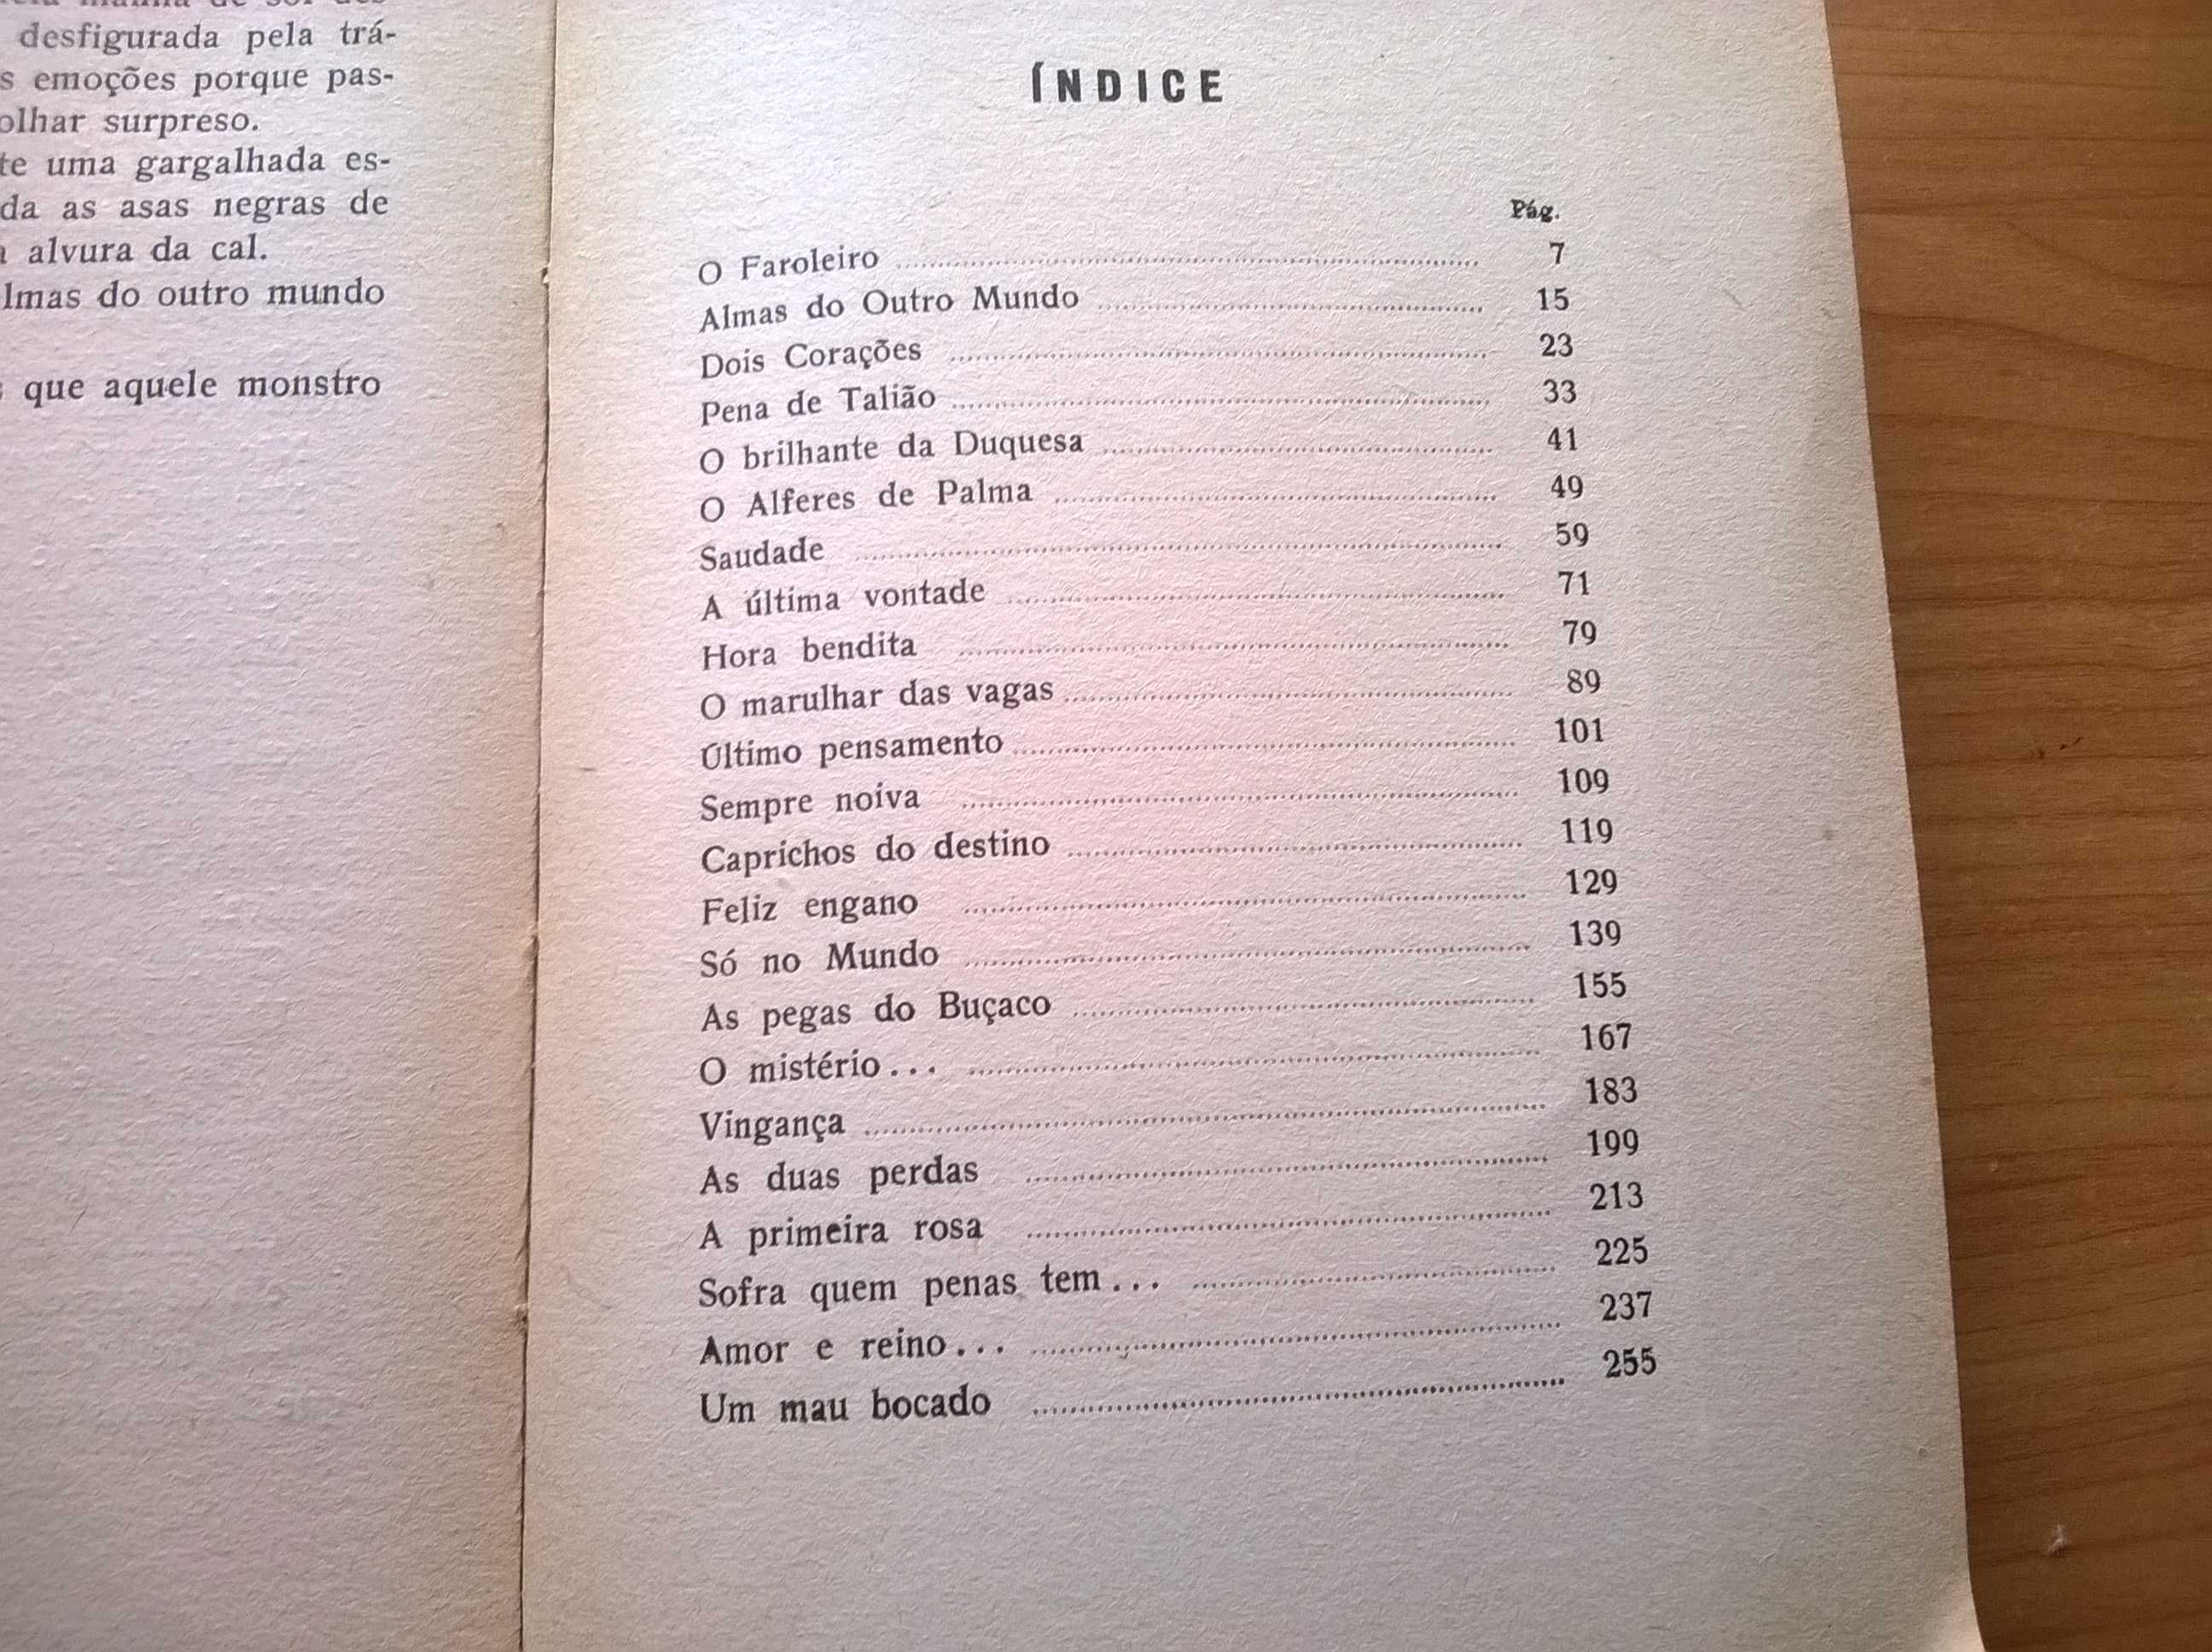 desfigurada pela trá-
s emoções porque pas-
olhar surpreso.
te uma gargalhada es-
da as asas negras de
alvura da cal.
lmas do outro mundo
que aquele monstro
ÍNDICE
Pág.
O Faroleiro 7
Almas do Outro Mundo 15
Dois Corações 23
Pena de Talião 33
O brilhante da Duquesa 41
O Alferes de Palma 49
Saudade 59
A última vontade 71
Hora bendita 79
O marulhar das vagas 89
Último pensamento 101
Sempre noiva 109
Caprichos do destino 119
Feliz engano 129
Só no Mundo 139
As pegas do Buçaco 155
O mistério... 167
Vingança 183
As duas perdas 199
A primeira rosa 213
Sofra quem penas tem... 225
Amor e reino... 237
Um mau bocado 255